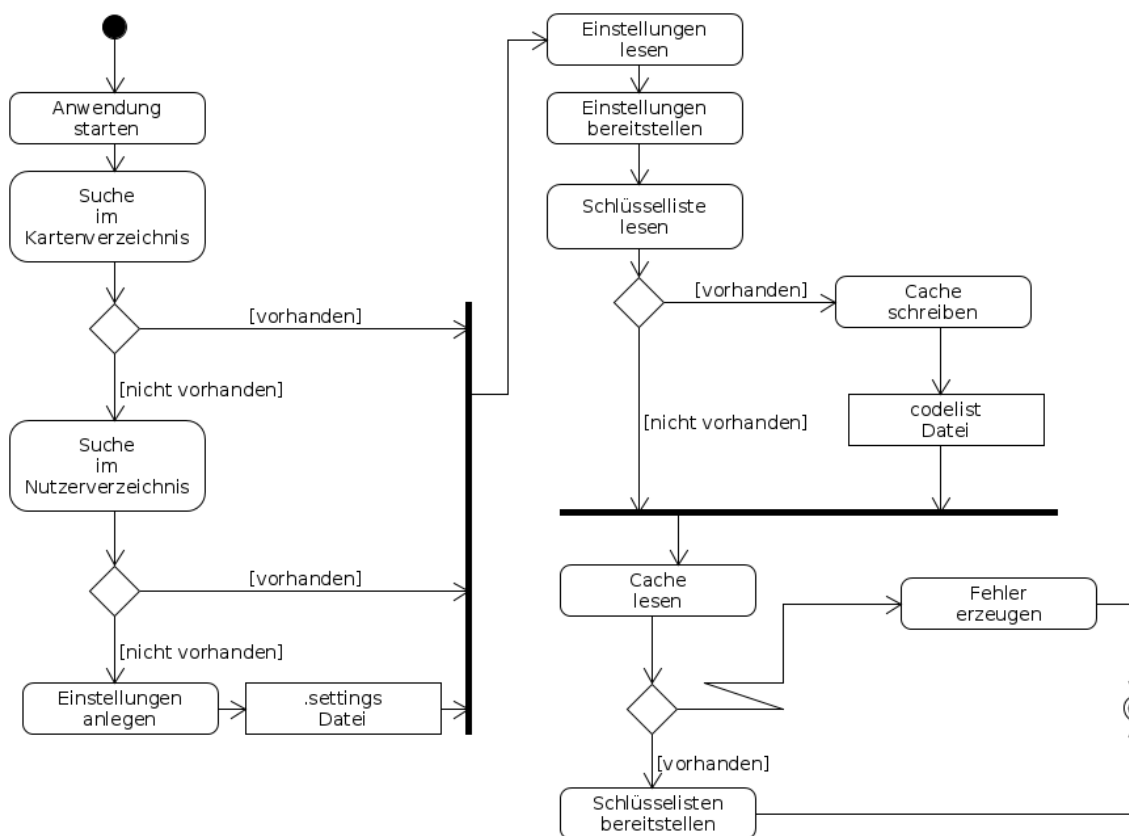 Anwendung
starten
Suche
im
Kartenverzeichnis
[vorhanden]
[nicht vorhanden]
Suche
im
Nutzerverzeichnis
[vorhanden]
[nicht vorhanden]
Einstellungen
anlegen
.settings
Datei
Einstellungen
lesen
Einstellungen
bereitstellen
Schlüsselliste
lesen
[vorhanden]
Cache
schreiben
[nicht vorhanden]
codelist
Datei
Cache
lesen
Fehler
erzeugen
[vorhanden]
Schlüsselisten
bereitstellen